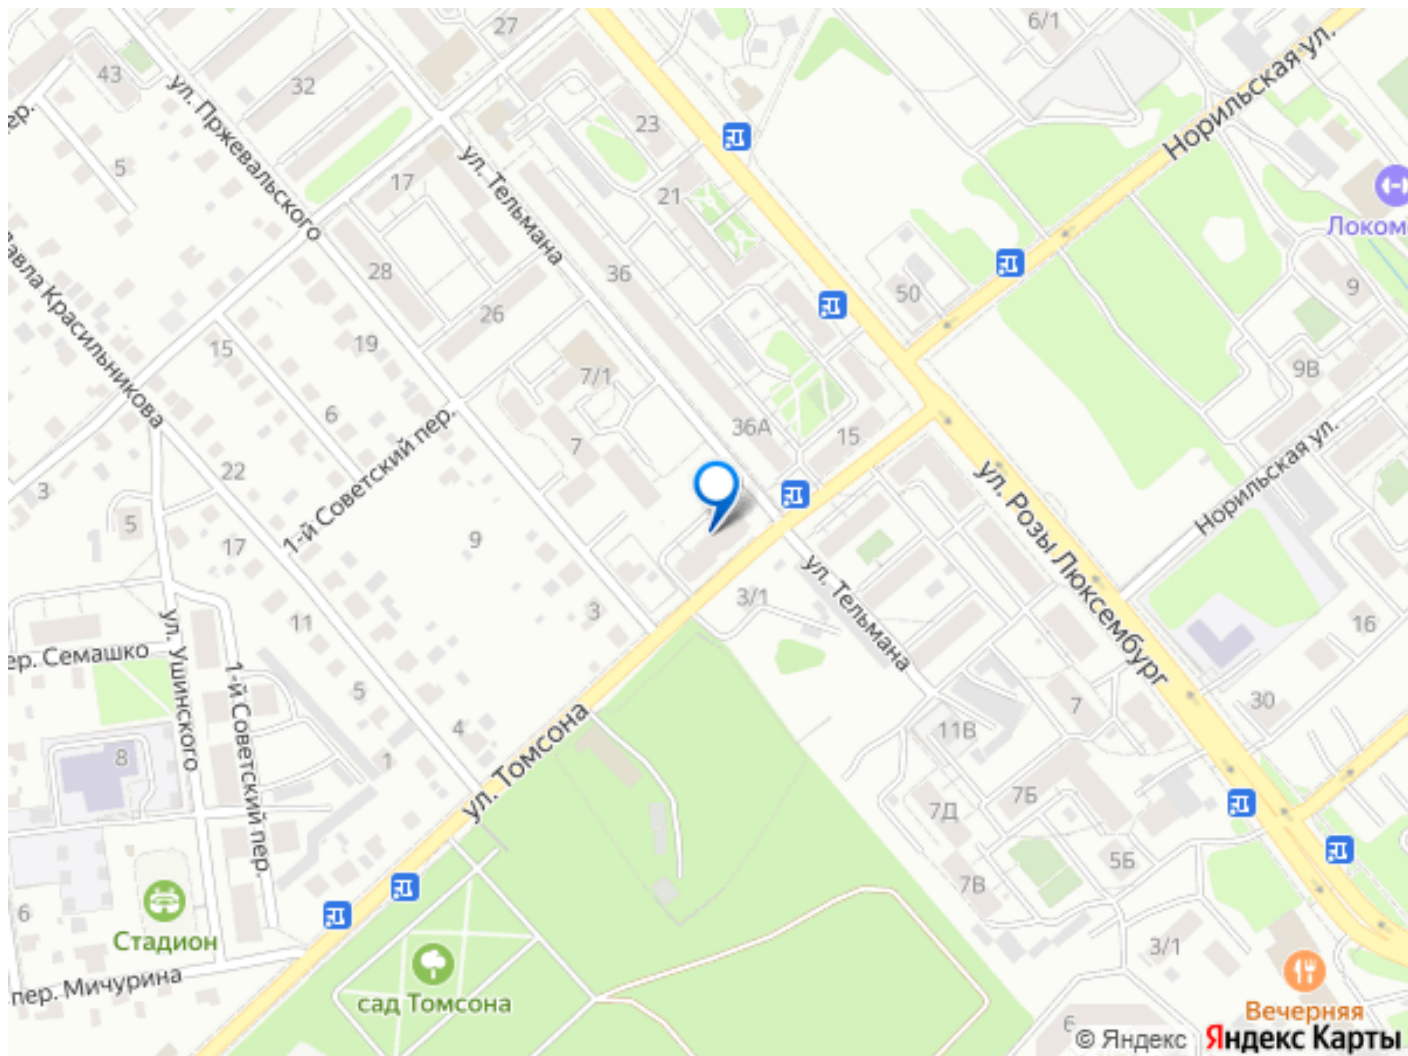 27
6/1
43
32
ул. Пржевальского
23
Норильская ул.
ер.
5
17
ул. Тельмана
21
Локом
авла Красильникова
28
36
50
9
26
15
19
7/1
9В
6
36А
15
7
1-й Советский пер.
22
3
ул. Розы Люксембург
Норильская ул.
5
17
9
ул. Тельмана
3/1
3
11
16
ул. Ушинского
ер. Семашко
1-й Советский пер.
5
4
7
30
11В
ул. Томсона
8
1
7Д
7Б
5Б
7В
6
Стадион
3/1
пер. Мичурина
сад Томсона
Вечерняя
6
© Яндекс Яндекс Карты